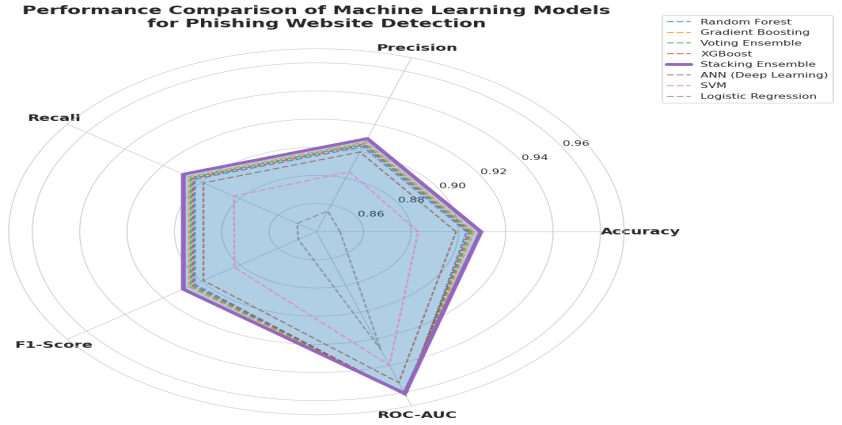 Performance Comparison of Machine Learning Models
for Phishing Website Detection
Random Forest
Gradient Boosting
Voting Ensemble
XGBoost
Stacking Ensemble
ANN (Deep Learning)
SVM
Logistic Regression
Precision
Recall
0.96
0.94
0.92
0.90
0.88
0.86
Accuracy
F1-Score
ROC-AUC